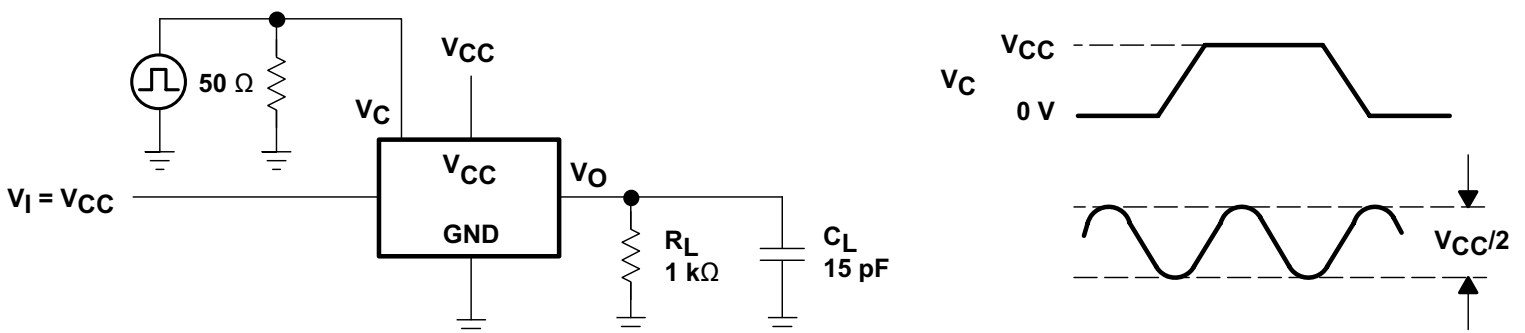 50 Ω
VCC
VC
VCC
VO
VI = VCC
GND
RL
1 kΩ
CL
15 pF
VCC
VC
0 V
VCC/2